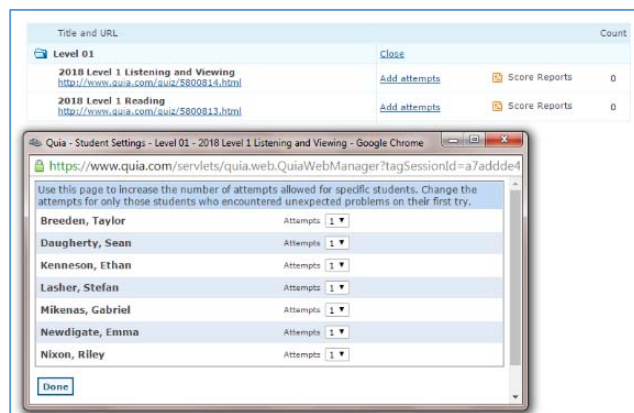 Title and URL Count
Level 01 Close
2018 Level 1 Listening and Viewing
http://www.quia.com/quiz/5800814.html Add attempts Score Reports 0
2018 Level 1 Reading
http://www.quia.com/quiz/5800813.html Add attempts Score Reports 0
Quia - Student Settings - Level 01 - 2018 Level 1 Listening and Viewing - Google Chrome
https://www.quia.com/servlets/quia.web.QuiaWebManager?tagSessionId=a7addde4
Use this page to increase the number of attempts allowed for specific students. Change the
attempts for only those students who encountered unexpected problems on their first try.
Breeden, Taylor Attempts 1
Daugherty, Sean Attempts 1
Kenneson, Ethan Attempts 1
Lasher, Stefan Attempts 1
Mikenas, Gabriel Attempts 1
Newdigate, Emma Attempts 1
Nixon, Riley Attempts 1
Done